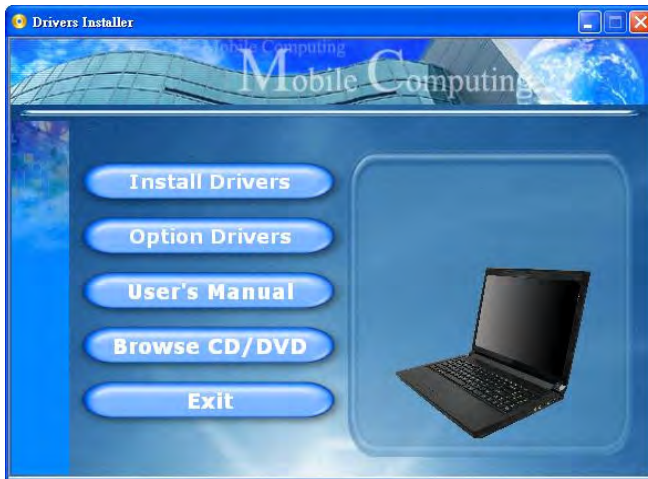 Drivers Installer
Mobile Computing
Mobile Computing
Install Drivers
Option Drivers
User's Manual
Browse CD/DVD
Exit